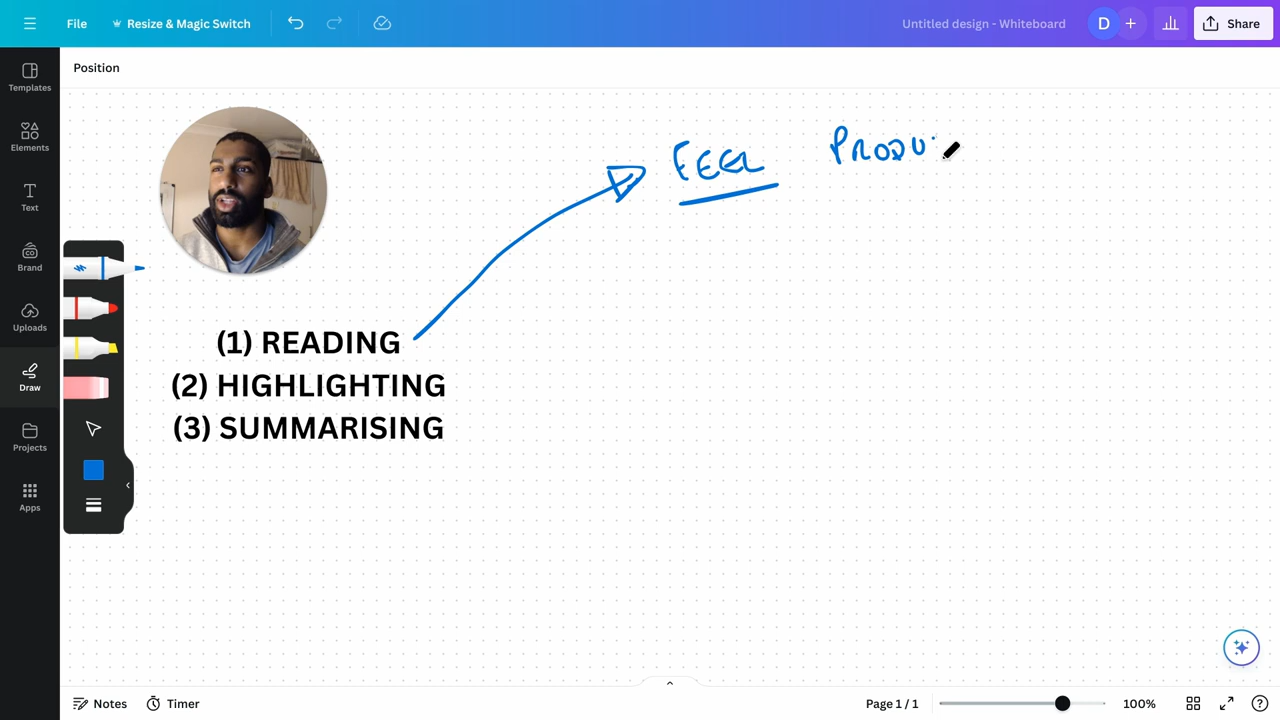 File
Resize & Magic Switch
Untitled design - Whiteboard
D
+
Share
Position
Templates
Elements
Text
Brand
Uploads
Draw
Projects
Apps
FEEL PRODU
(1) READING
(2) HIGHLIGHTING
(3) SUMMARISING
Notes
Timer
Page 1 / 1
100%